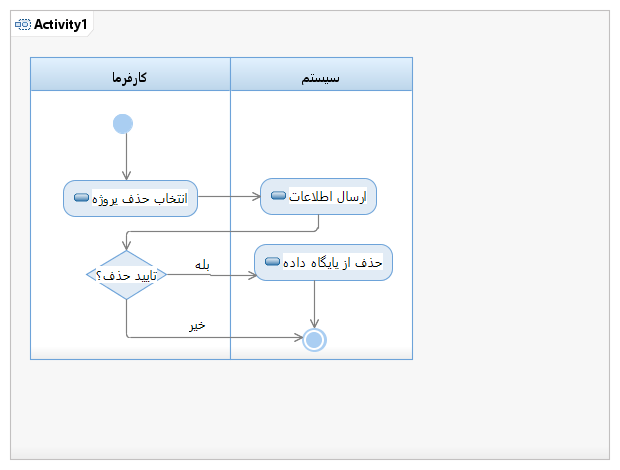 Activity1
کارفرما
سیستم
انتخاب حذف پروژه
ارسال اطلاعات
تایید حذف؟
بله
حذف از پایگاه داده
خیر